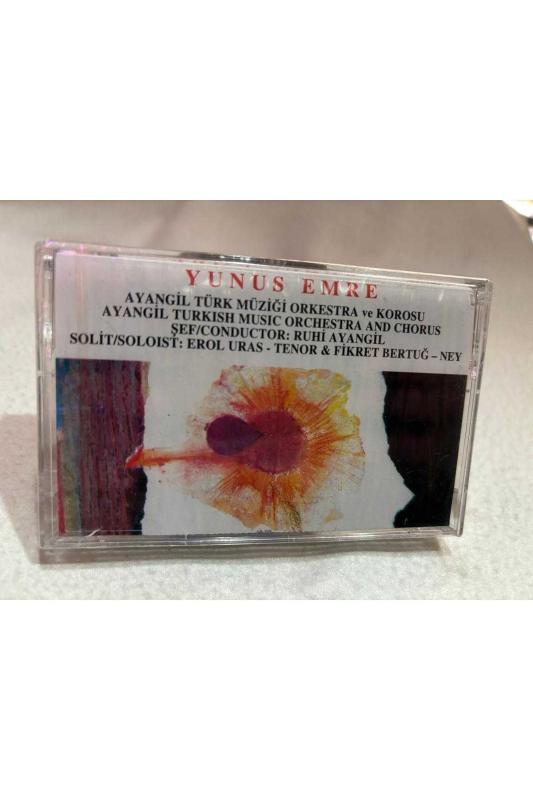 YUNUS EMRE
AYANGİL TÜRK MÜZİĞİ ORKESTRA ve KOROSU
AYANGIL TURKISH MUSIC ORCHESTRA AND CHORUS
ŞEF/CONDUCTOR: RUHİ AYANGİL
SOLİT/SOLOIST: EROL URAS - TENOR & FİKRET BERTUĞ – NEY